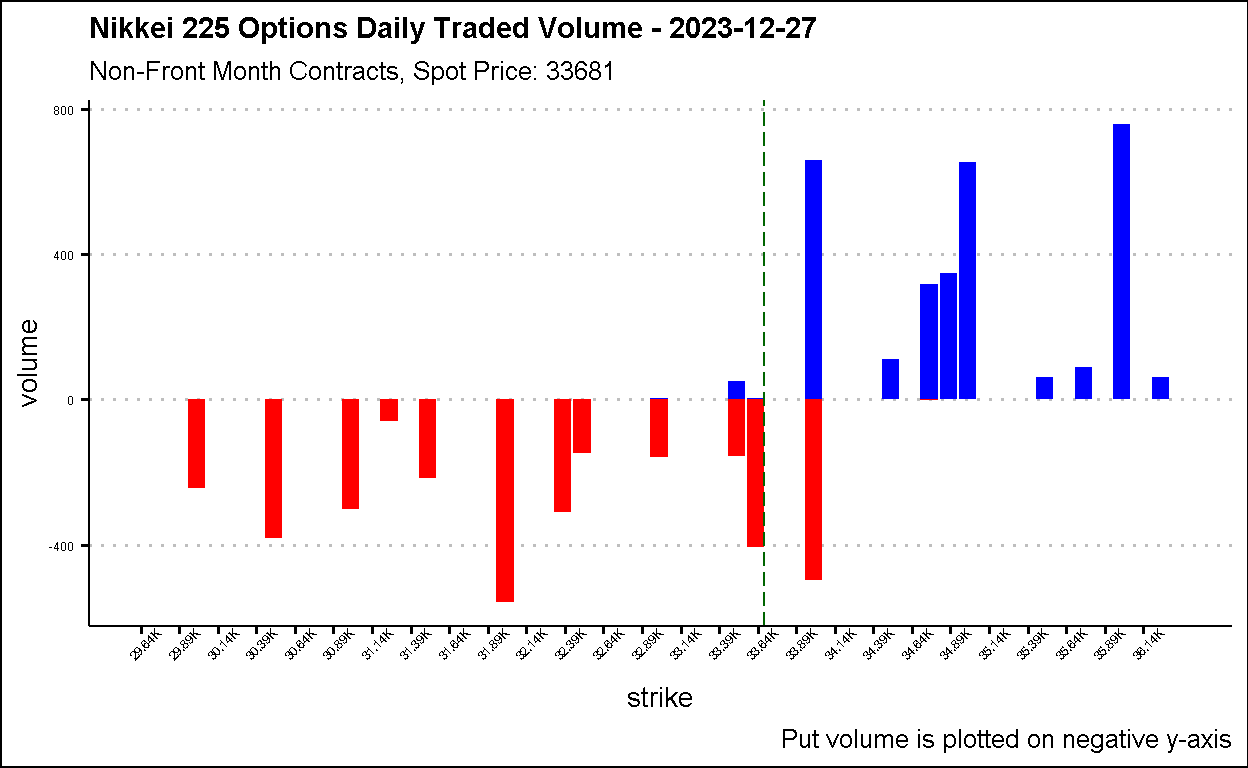 Nikkei 225 Options Daily Traded Volume - 2023-12-27
Non-Front Month Contracts, Spot Price: 33681
800
400
0
-400
volume
29.64K
29.89K
30.14K
30.39K
30.64K
30.89K
31.14K
31.39K
31.64K
31.89K
32.14K
32.39K
32.64K
32.89K
33.14K
33.39K
33.64K
33.89K
34.14K
34.39K
34.64K
34.89K
35.14K
35.39K
35.64K
35.89K
36.14K
strike
Put volume is plotted on negative y-axis